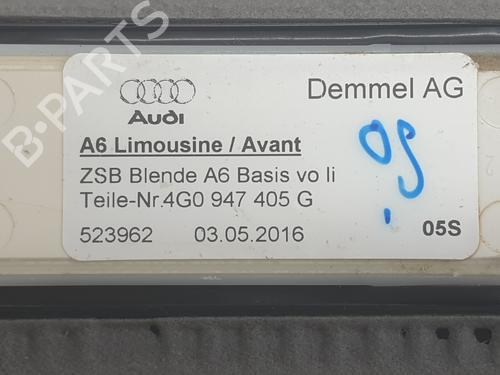 B-PARTS
Audi
Demmel AG
A6 Limousine / Avant
ZSB Blende A6 Basis vo li
Teile-Nr.4G0 947 405 G
523962 03.05.2016
05S